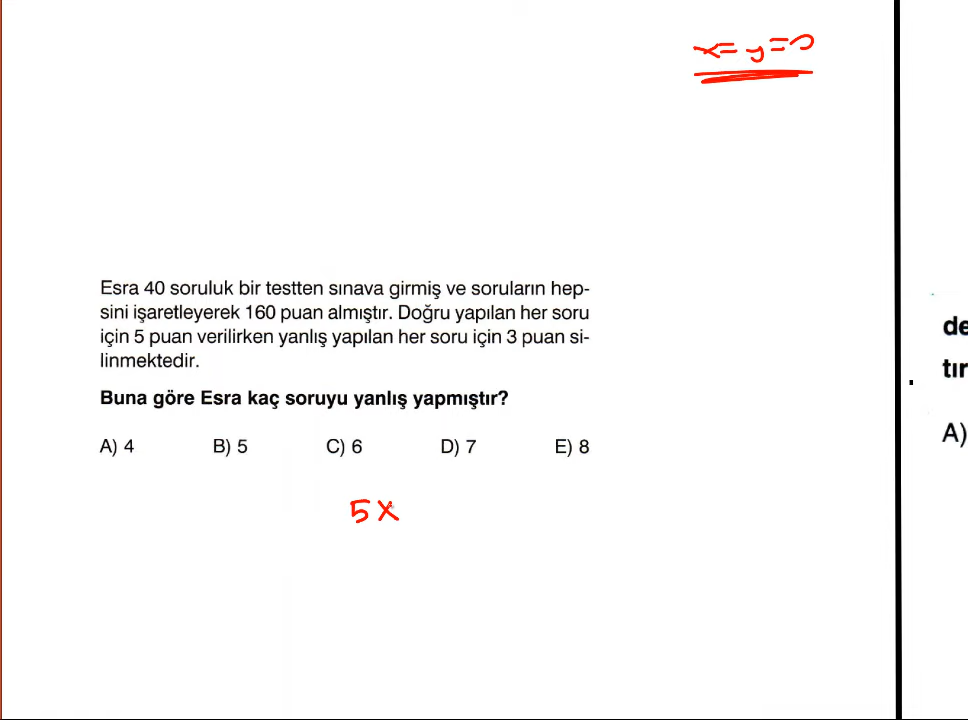 x= y=
Esra 40 soruluk bir testten sınava girmiş ve soruların hep-
sini işaretleyerek 160 puan almıştır. Doğru yapılan her soru
için 5 puan verilirken yanlış yapılan her soru için 3 puan si-
linmektedir.
Buna göre Esra kaç soruyu yanlış yapmıştır?
A) 4 B) 5 C) 6 D) 7 E) 8
5x
de
tır
A)